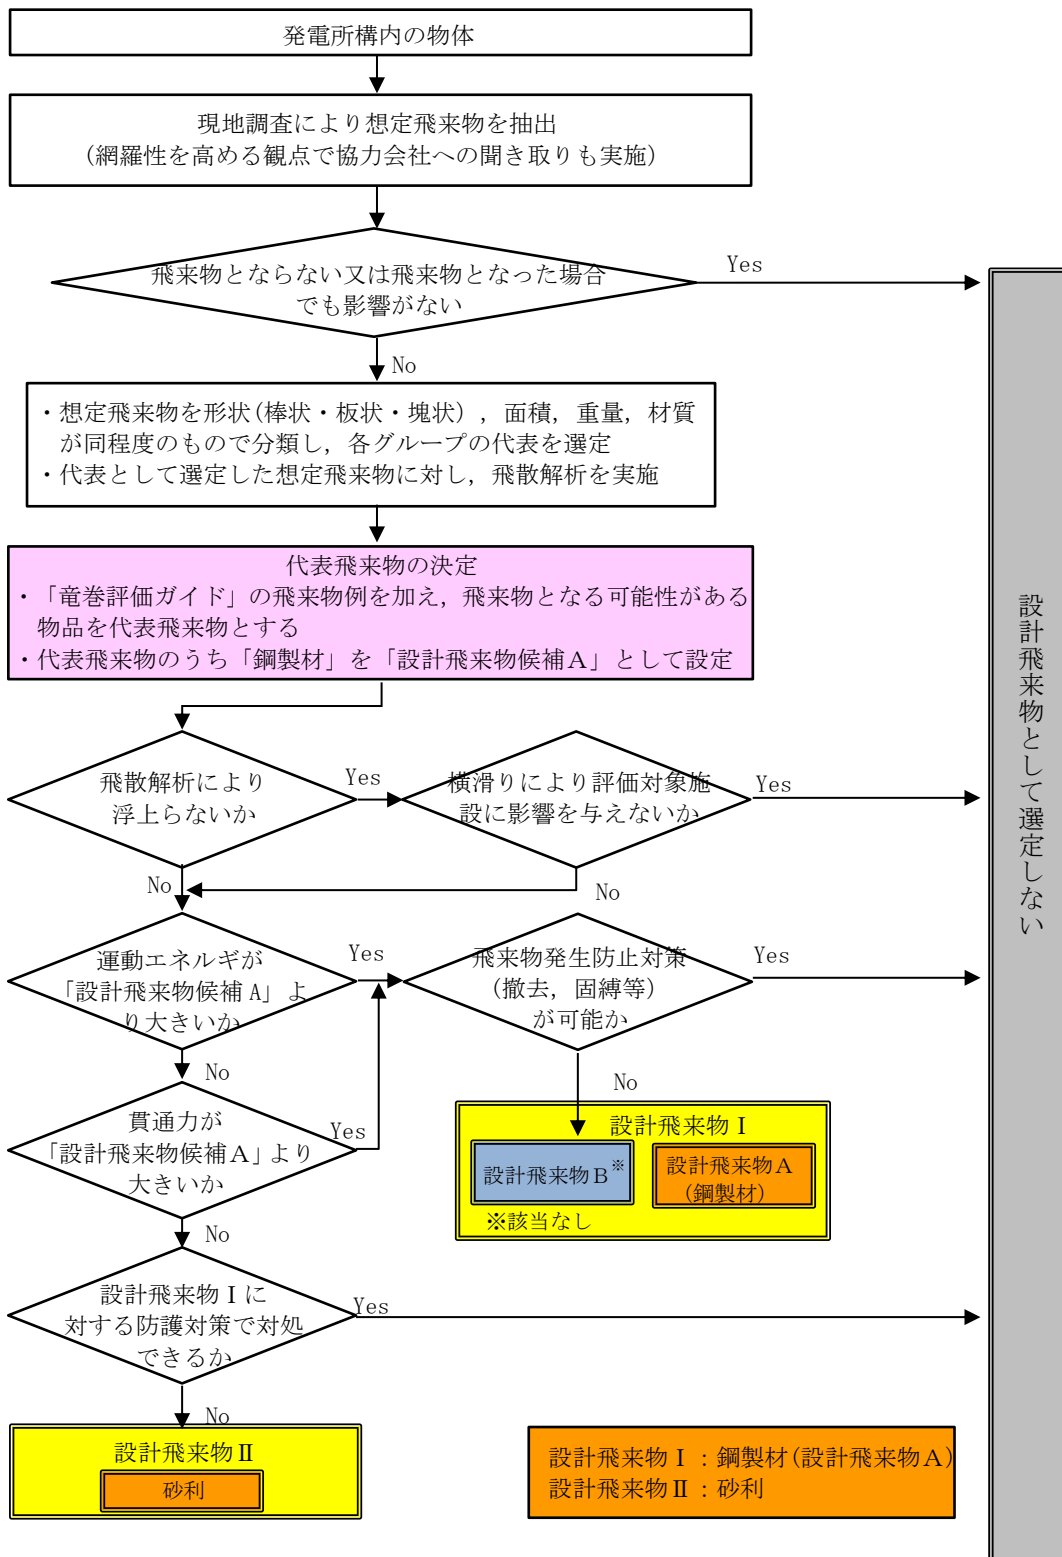 発電所構内の物体
現地調査により想定飛来物を抽出
（網羅性を高める観点で協力会社への聞き取りも実施）
飛来物とならない又は飛来物となった場合
でも影響がない
Yes
No
・想定飛来物を形状(棒状・板状・塊状），面積，重量，材質
が同程度のもので分類し，各グループの代表を選定
・代表として選定した想定飛来物に対し，飛散解析を実施
代表飛来物の決定
・「竜巻評価ガイド」の飛来物例を加え，飛来物となる可能性がある
物品を代表飛来物とする
・代表飛来物のうち「鋼製材」を「設計飛来物候補Ａ」として設定
飛散解析により
浮上らないか
Yes
横滑りにより評価対象施
設に影響を与えないか
Yes
No
No
運動エネルギが
「設計飛来物候補 A」よ
り大きいか
Yes
飛来物発生防止対策
（撤去，固縛等）
が可能か
Yes
No
No
貫通力が
「設計飛来物候補Ａ」より
大きいか
Yes
設計飛来物Ⅰ
設計飛来物Ｂ※
設計飛来物Ａ
（鋼製材）
※該当なし
No
設計飛来物Ⅰに
対する防護対策で対処
できるか
Yes
No
設計飛来物Ⅱ
砂利
設計飛来物Ⅰ：鋼製材(設計飛来物Ａ)
設計飛来物Ⅱ：砂利
設計飛来物として選定しない